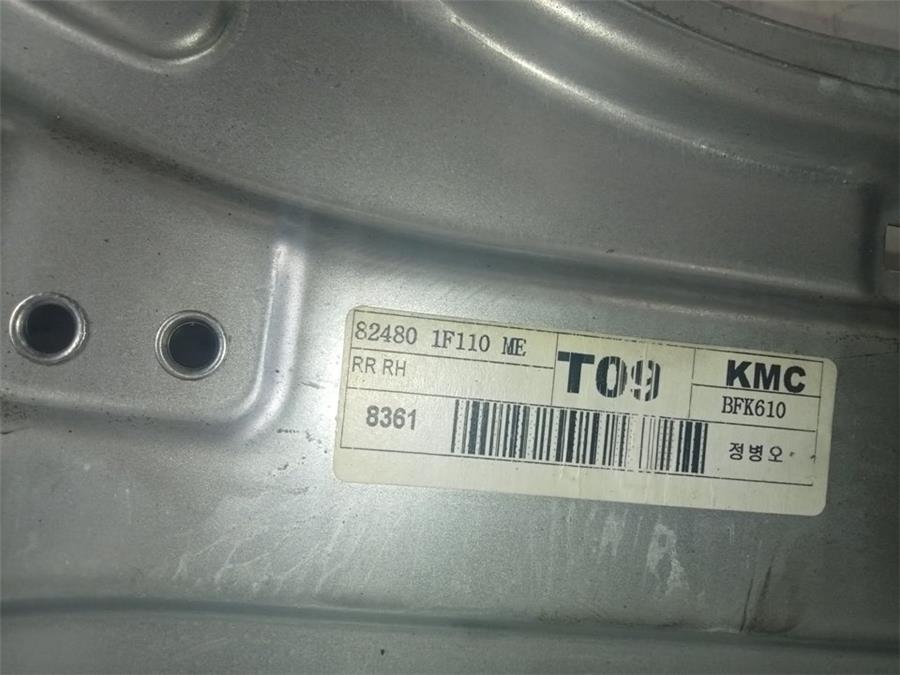 82480 1F110 ME
RR RH
T09
KMC
BFK610
8361
정병오